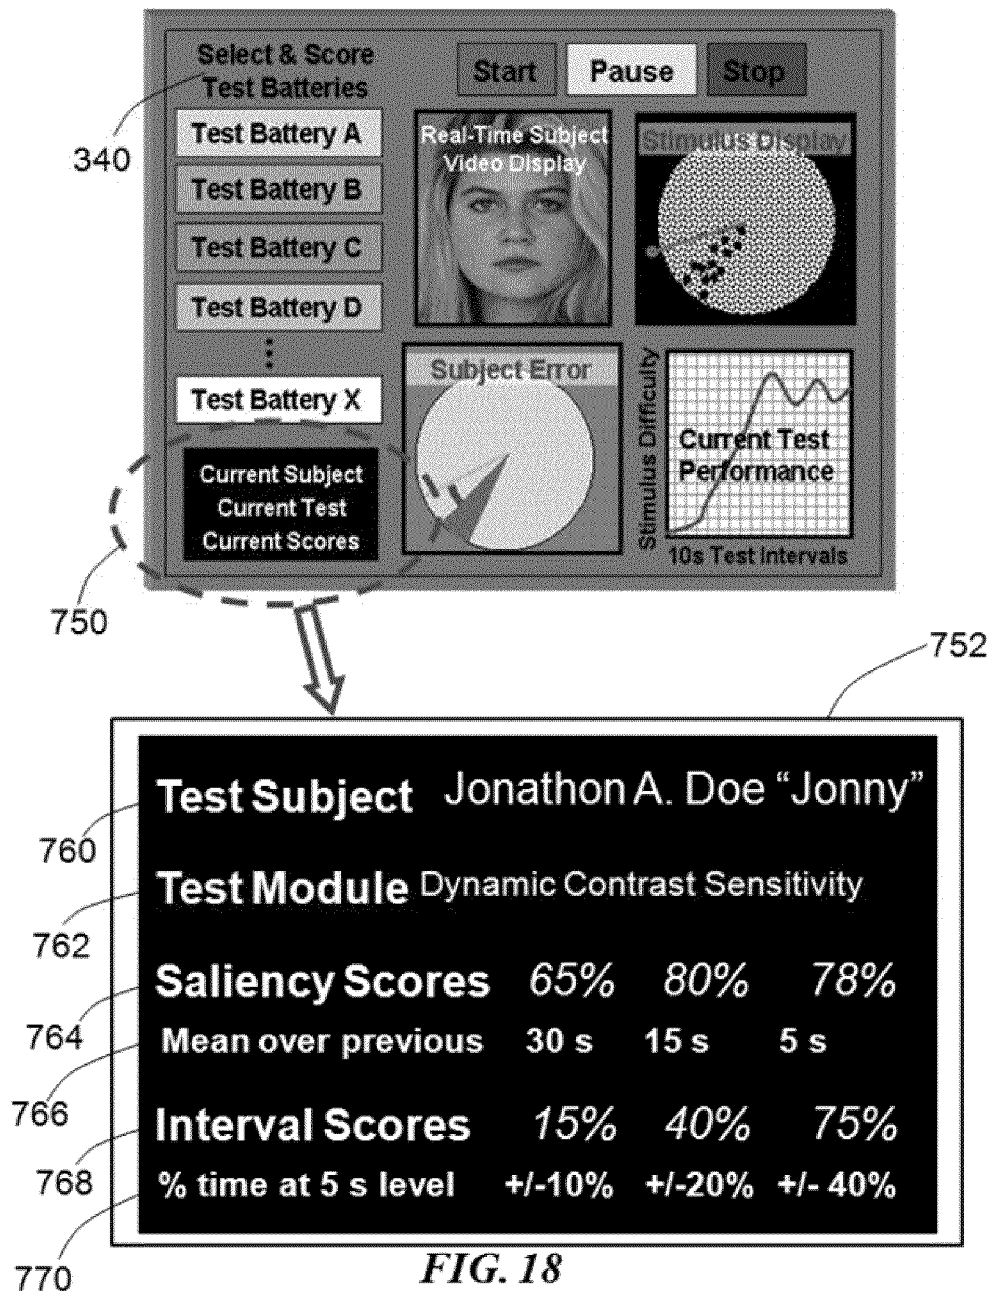 Select & Score
Test Batteries
Start
Pause
Stop
Test Battery A
Test Battery B
Test Battery C
Test Battery D
Test Battery X
340
Real-Time Subject
Video Display
Stimulus Display
Subject Error
Stimulus Difficulty
Current Test
Performance
10s Test Intervals
Current Subject
Current Test
Current Scores
750
752
Test Subject Jonathon A. Doe “Jonny”
760
Test Module Dynamic Contrast Sensitivity
762
Saliency Scores 65% 80% 78%
764
Mean over previous 30 s 15 s 5 s
766
Interval Scores 15% 40% 75%
768
% time at 5 s level +/-10% +/-20% +/- 40%
770
FIG. 18